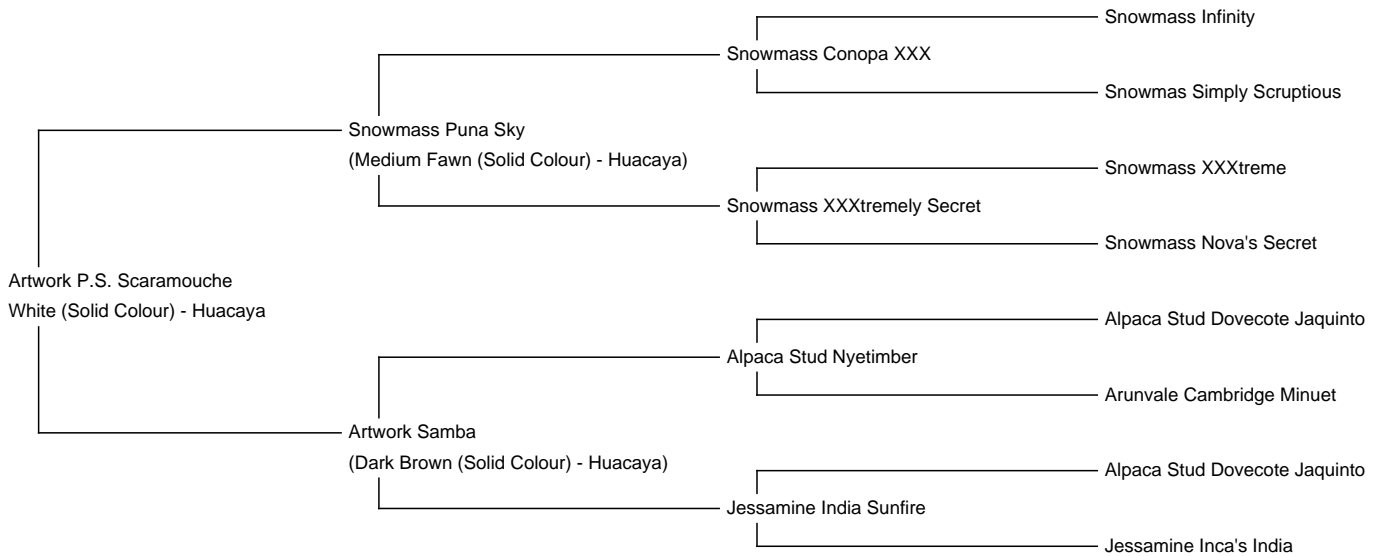 Snowmass Infinity
Snowmass Conopa XXX
Snowmas Simply Scruptious
Snowmass Puna Sky
(Medium Fawn (Solid Colour) - Huacaya)
Snowmass XXXtreme
Snowmass XXXtremely Secret
Snowmass Nova's Secret
Artwork P.S. Scaramouche
White (Solid Colour) - Huacaya
Alpaca Stud Dovecote Jaquinto
Alpaca Stud Nyetimber
Arunvale Cambridge Minuet
Artwork Samba
(Dark Brown (Solid Colour) - Huacaya)
Alpaca Stud Dovecote Jaquinto
Jessamine India Sunfire
Jessamine Inca's India